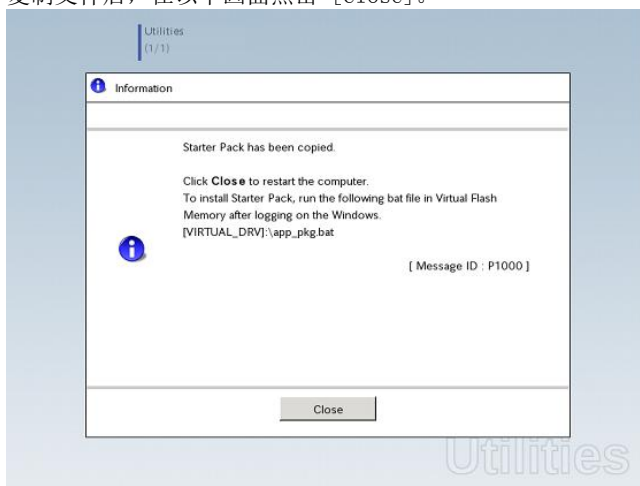 复制文件后，在以下画面点击 [Close]。
Utilities
(1/1)
Information
Starter Pack has been copied.
Click Close to restart the computer.
To install Starter Pack, run the following bat file in Virtual Flash
Memory after logging on the Windows.
[VIRTUAL_DRV]:\app_pkg.bat
[ Message ID : P1000 ]
Close
Utilities